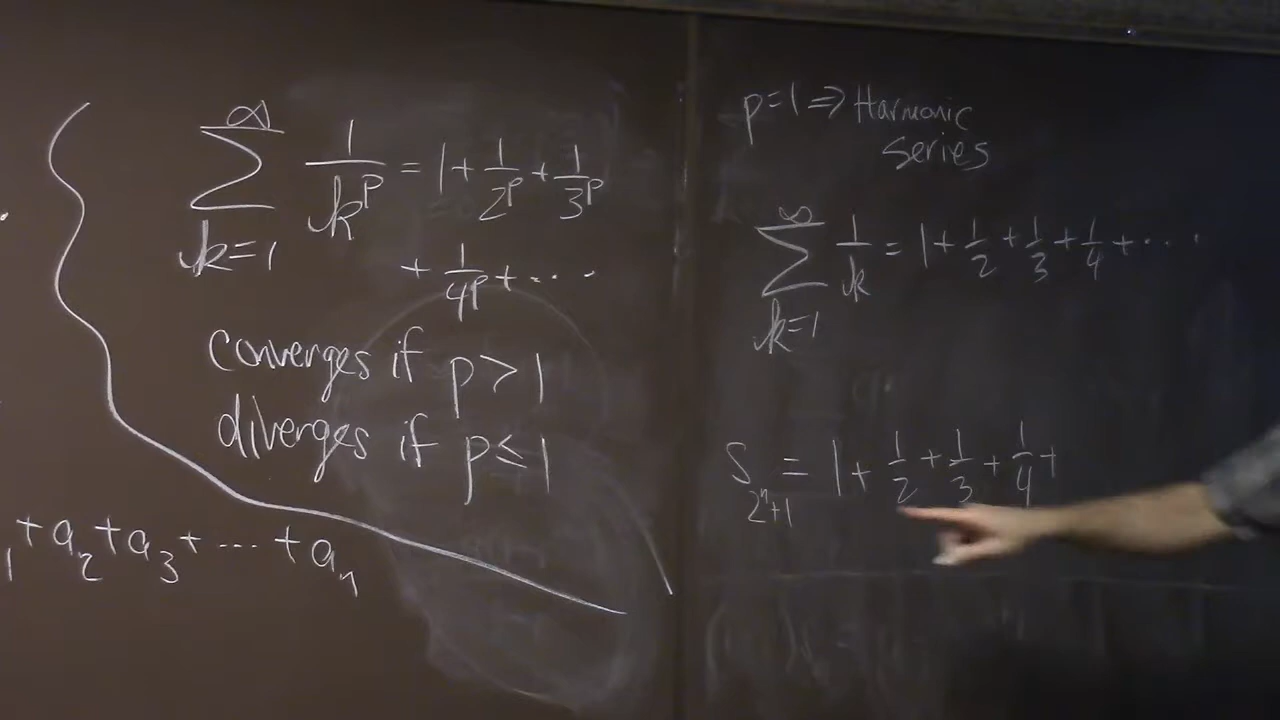 ∞
∑ 1/k^p = 1 + 1/2^p + 1/3^p
k=1
+ 1/4^p + ...
converges if p > 1
diverges if p ≤ 1
1 + a_2 + a_3 + ... + a_n
p = 1 ⇒ Harmonic
series
∞
∑ 1/k = 1 + 1/2 + 1/3 + 1/4 + ...
k=1
S_{2^n+1} = 1 + 1/2 + 1/3 + 1/4 +